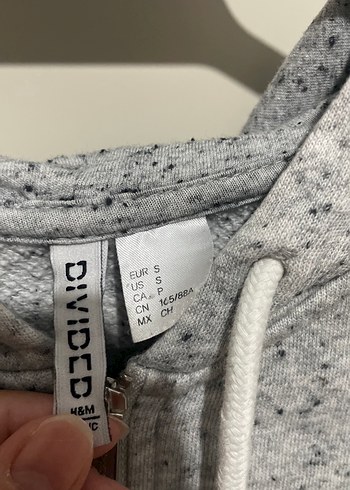 DIVIDED
H&M
EUR S
US S
CA P
CN 165/88A
MX CH